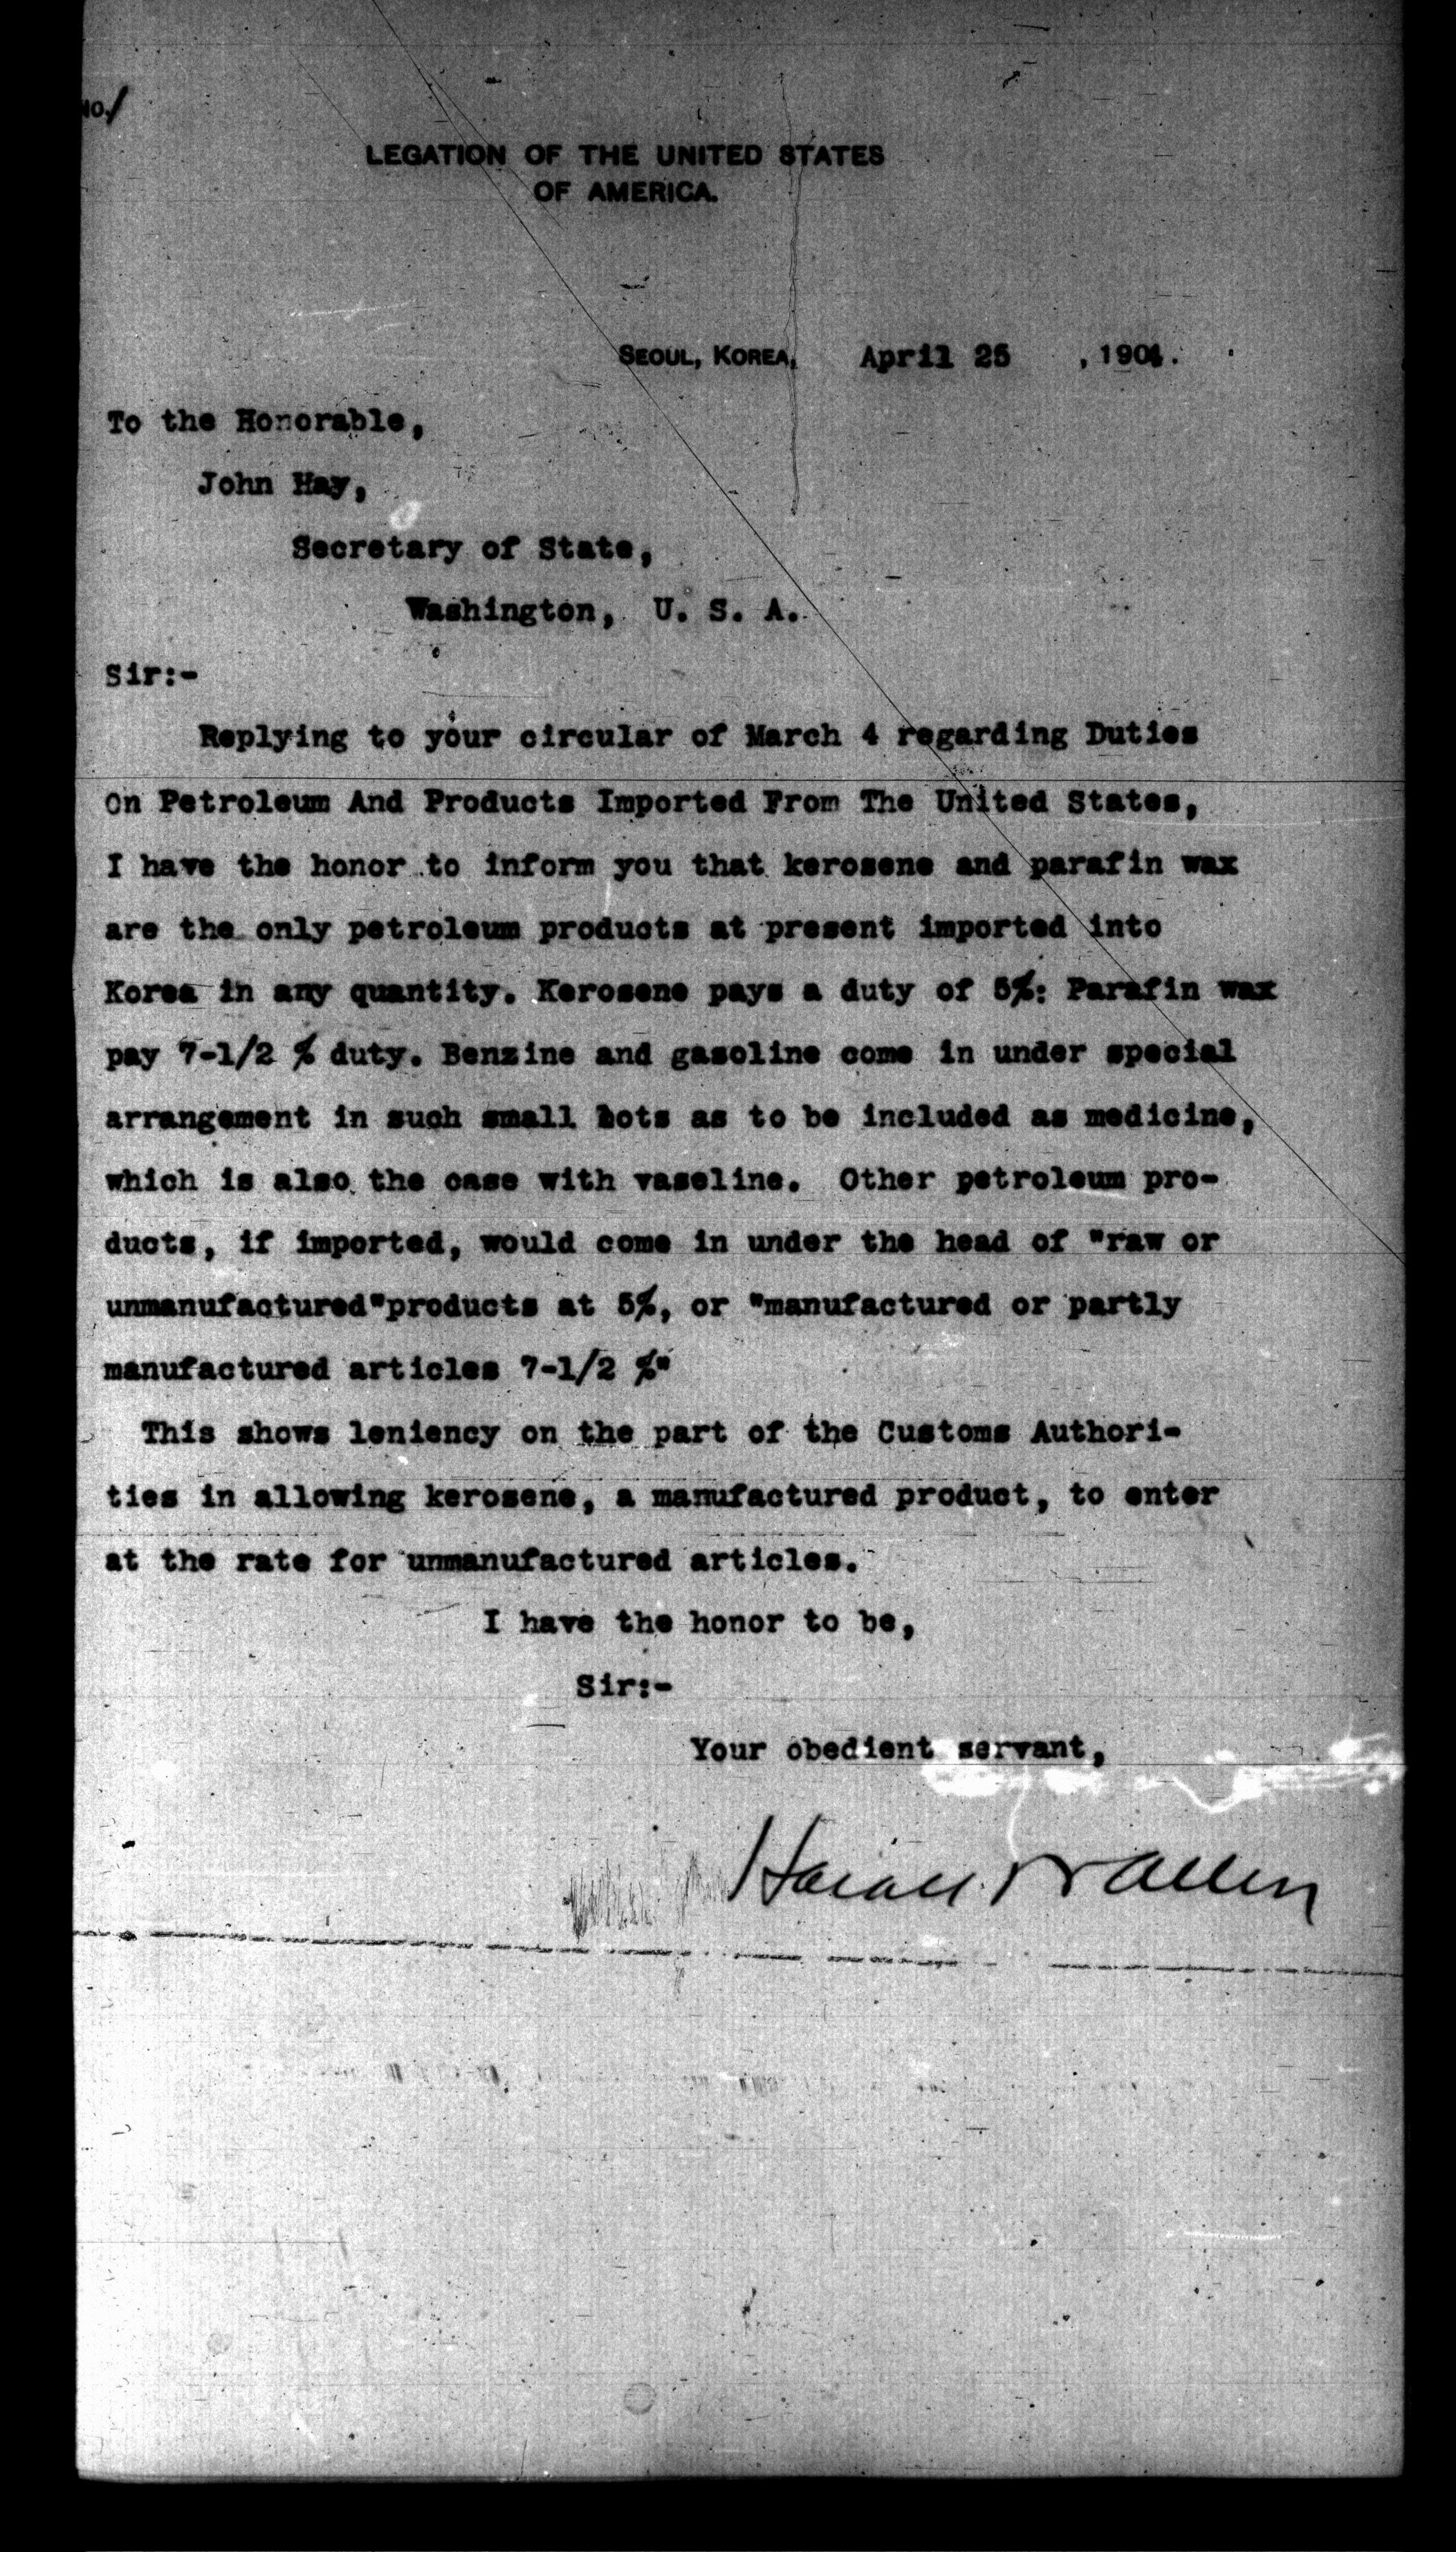 No./
LEGATION OF THE UNITED STATES
OF AMERICA.
SEOUL, KOREA, April 25 , 1904.
To the Honorable,
John Hay,
Secretary of State,
Washington, U. S. A.
Sir:-
Replying to your circular of March 4 regarding Duties
On Petroleum And Products Imported From The United States,
I have the honor to inform you that kerosene and parafin wax
are the only petroleum products at present imported into
Korea in any quantity. Kerosene pays a duty of 5%: Parafin wax
pay 7-1/2 % duty. Benzine and gasoline come in under special
arrangement in such small lots as to be included as medicine,
which is also the case with vaseline. Other petroleum pro-
ducts, if imported, would come in under the head of "raw or
unmanufactured"products at 5%, or "manufactured or partly
manufactured articles 7-1/2 %"
This shows leniency on the part of the Customs Authori-
ties in allowing kerosene, a manufactured product, to enter
at the rate for unmanufactured articles.
I have the honor to be,
Sir:-
Your obedient servant,
Horace N Allen